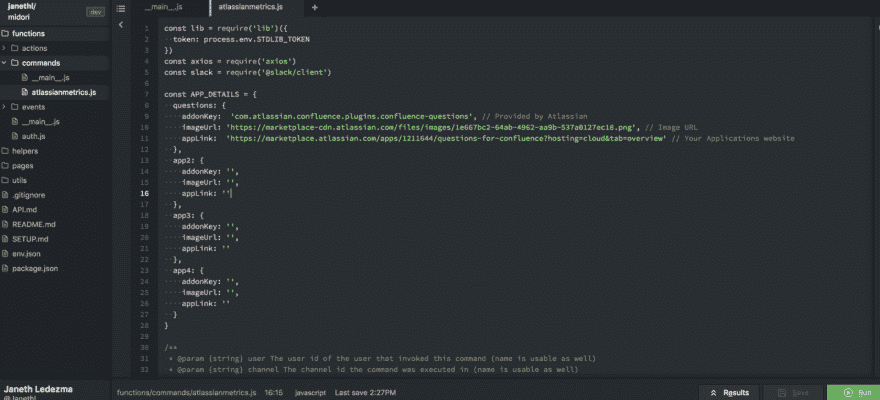 janethl/
midori
dev
functions
actions
commands
__main__.js
atlassianmetrics.js
events
__main__.js
auth.js
helpers
pages
utils
.gitignore
API.md
README.md
SETUP.md
env.json
package.json
Janeth Ledezma
@Janethl
__main__.js
atlassianmetrics.js
+
1 const lib = require('lib')({
2 token: process.env.STDLIB_TOKEN
3 })
4 const axios = require('axios')
5 const slack = require('@slack/client')
6
7 const APP_DETAILS = {
8 questions: {
9 addonKey: 'com.atlassian.confluence.plugins.confluence-questions', // Provided by Atlassian
10 imageUrl: 'https://marketplace-cdn.atlassian.com/files/images/1e667bc2-64ab-4962-aa9b-537a0127ec18.png', // Image URL
11 appLink: 'https://marketplace.atlassian.com/apps/1211644/questions-for-confluence?hosting=cloud&tab=overview' // Your Applications website
12 },
13 app2: {
14 addonKey: '',
15 imageUrl: '',
16 appLink: ''
17 },
18 app3: {
19 addonKey: '',
20 imageUrl: '',
21 appLink: ''
22 },
23 app4: {
24 addonKey: '',
25 imageUrl: '',
26 appLink: ''
27 }
28 }
29
30 /**
31 * @param {string} user The user id of the user that invoked this command (name is usable as well)
32 * @param {string} channel The channel id the command was executed in (name is usable as well)
functions/commands/atlassianmetrics.js 16:15 javascript Last save 2:27PM
Results
Save
Run